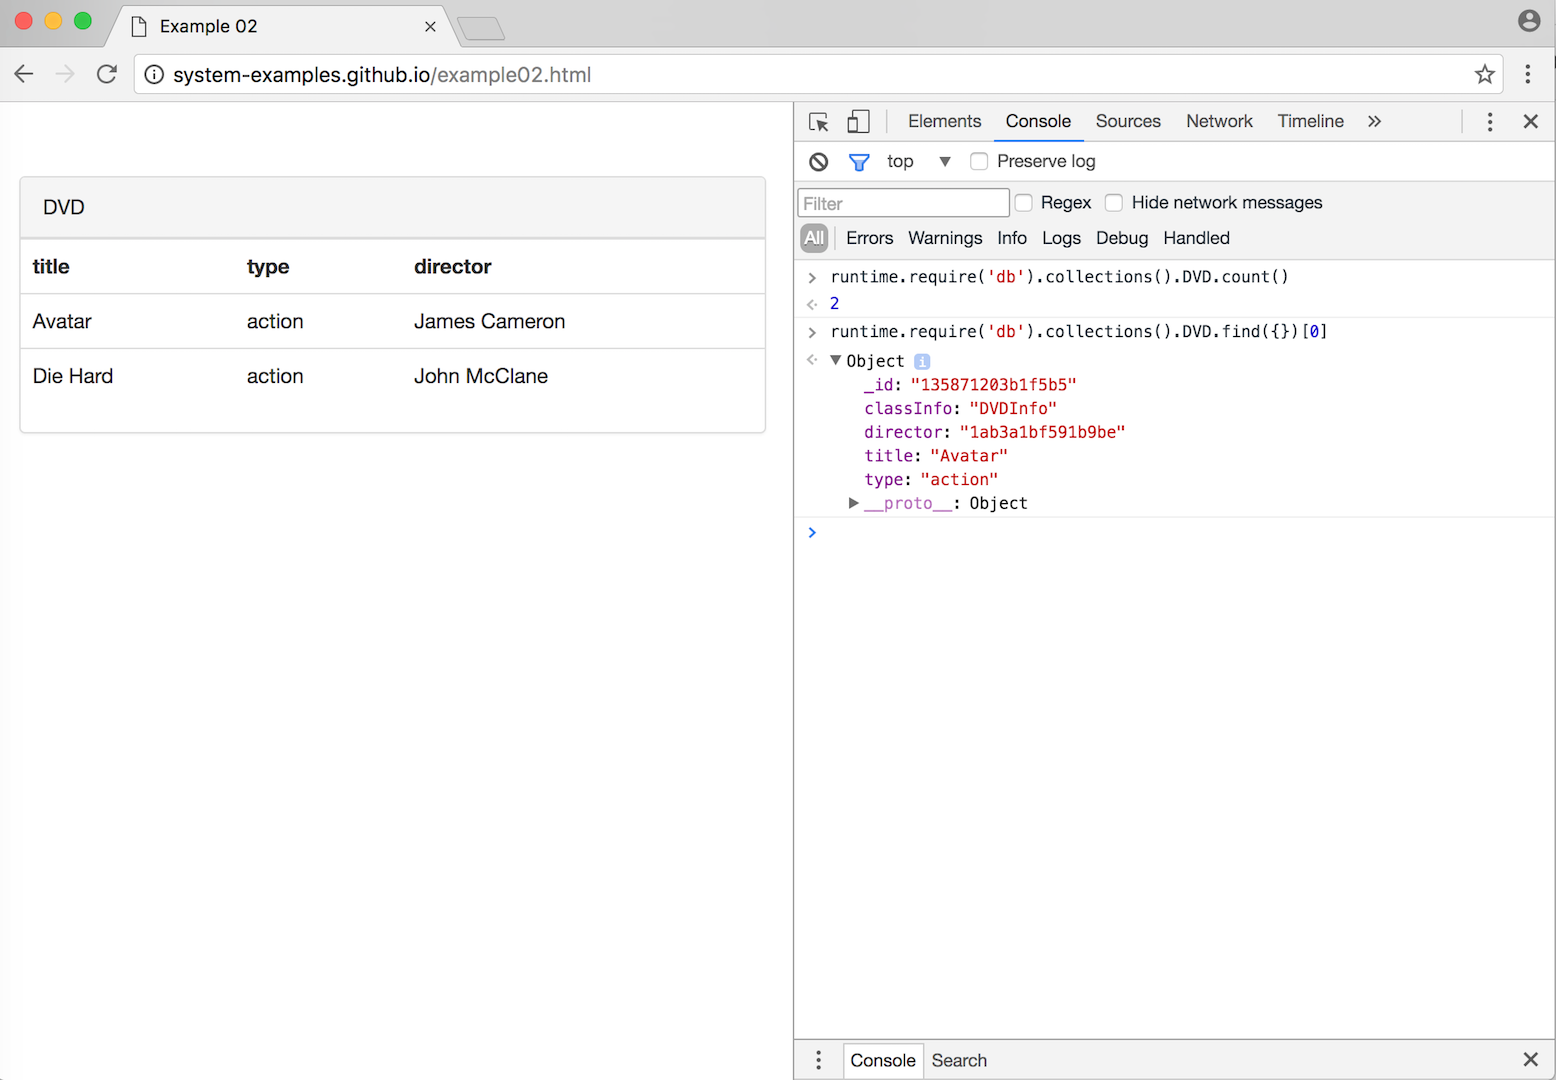 Example 02
system-examples.github.io/example02.html
DVD
title type director
Avatar action James Cameron
Die Hard action John McClane
Elements Console Sources Network Timeline »
top Preserve log
Filter Regex Hide network messages
All Errors Warnings Info Logs Debug Handled
runtime.require('db').collections().DVD.count()
2
runtime.require('db').collections().DVD.find({})[0]
Object i
_id: "135871203b1f5b5"
classInfo: "DVDInfo"
director: "1ab3a1bf591b9be"
title: "Avatar"
type: "action"
__proto__: Object
Console Search